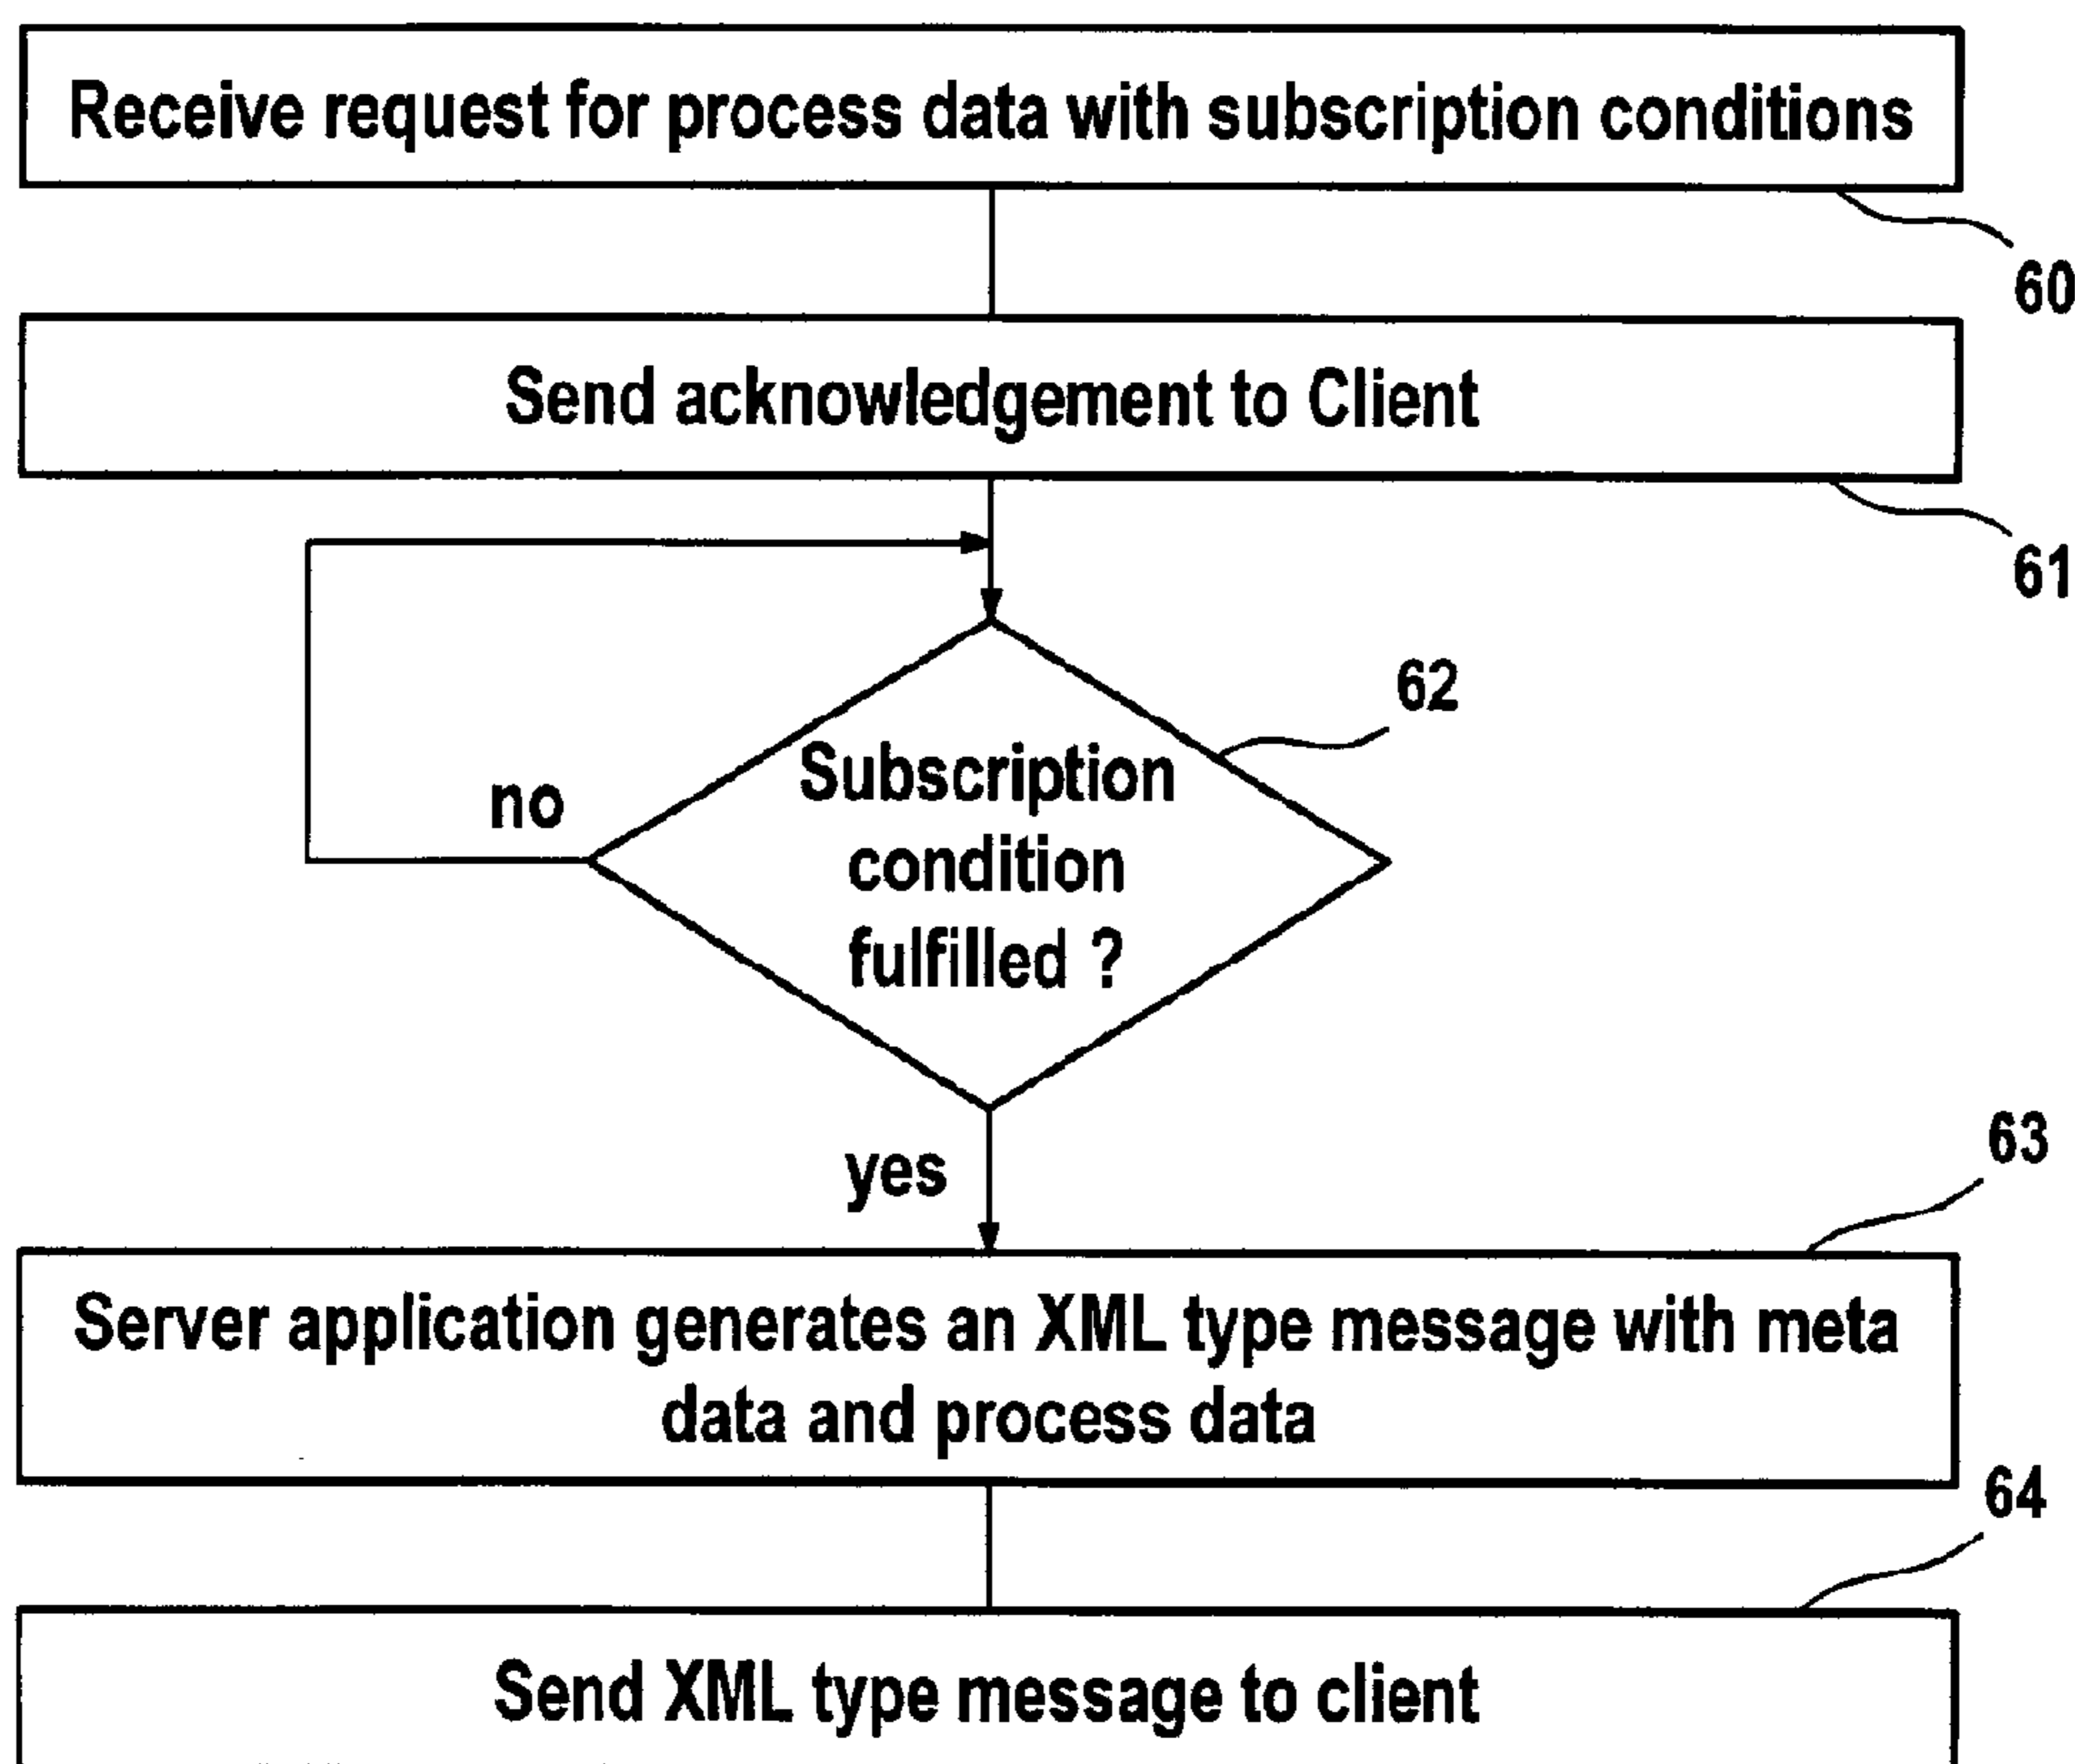 Receive request for process data with subscription conditions
60
Send acknowledgement to Client
61
62
Subscription
condition
fulfilled ?
no
yes
63
Server application generates an XML type message with meta
data and process data
64
Send XML type message to client